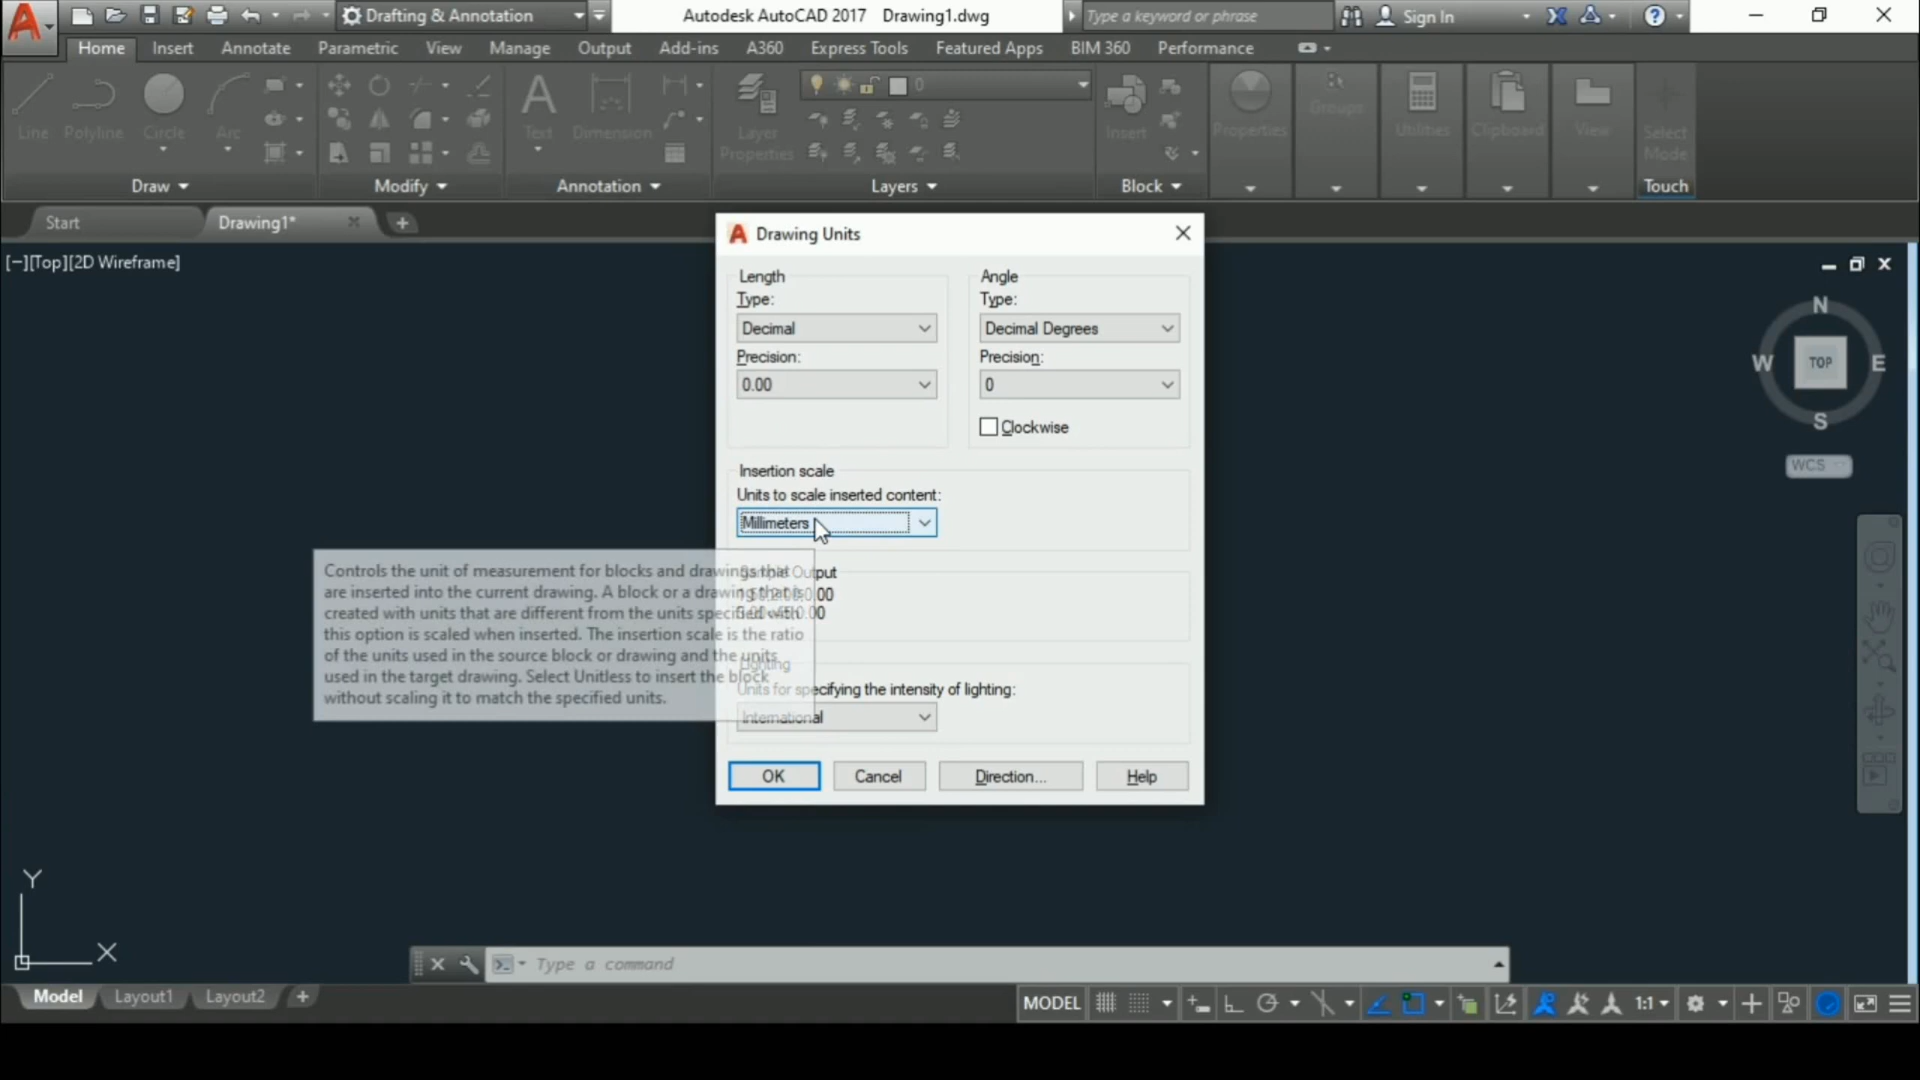 Drafting & Annotation
Autodesk AutoCAD 2017 Drawing1.dwg
Type a keyword or phrase
Sign In
Home Insert Annotate Parametric View Manage Output Add-ins A360 Express Tools Featured Apps BIM 360 Performance
0
Line Polyline Circle Arc Text Dimension Layer Properties Insert Properties Groups Utilities Clipboard View Select Mode
Draw Modify Annotation Layers Block Touch
Start Drawing1*
[−][Top][2D Wireframe]
Drawing Units
Length Angle
Type: Type:
Decimal Decimal Degrees
Precision: Precision:
0.00 0
Clockwise
Insertion scale
Units to scale inserted content:
Millimeters
Controls the unit of measurement for blocks and drawings that
are inserted into the current drawing. A block or a drawing that is
created with units that are different from the units specified with
this option is scaled when inserted. The insertion scale is the ratio
of the units used in the source block or drawing and the units
used in the target drawing. Select Unitless to insert the block
without scaling it to match the specified units.
Output
Lighting
Units for specifying the intensity of lighting:
International
OK Cancel Direction... Help
N
W TOP E
S
WCS
Y
X
Type a command
Model Layout1 Layout2
MODEL 1:1